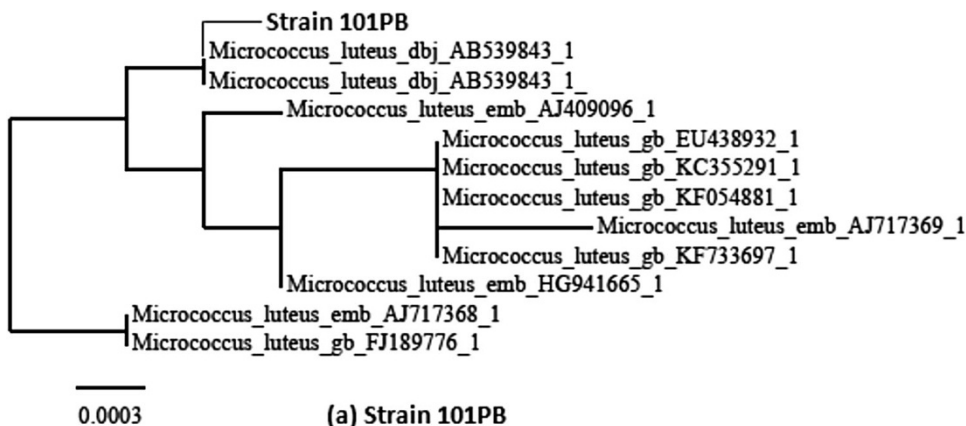 Strain 101PB
Micrococcus_luteus_dbj_AB539843_1
Micrococcus_luteus_dbj_AB539843_1_
Micrococcus_luteus_emb_AJ409096_1
Micrococcus_luteus_gb_EU438932_1
Micrococcus_luteus_gb_KC355291_1
Micrococcus_luteus_gb_KF054881_1
Micrococcus_luteus_emb_AJ717369_1
Micrococcus_luteus_gb_KF733697_1
Micrococcus_luteus_emb_HG941665_1
Micrococcus_luteus_emb_AJ717368_1
Micrococcus_luteus_gb_FJ189776_1
0.0003 (a) Strain 101PB